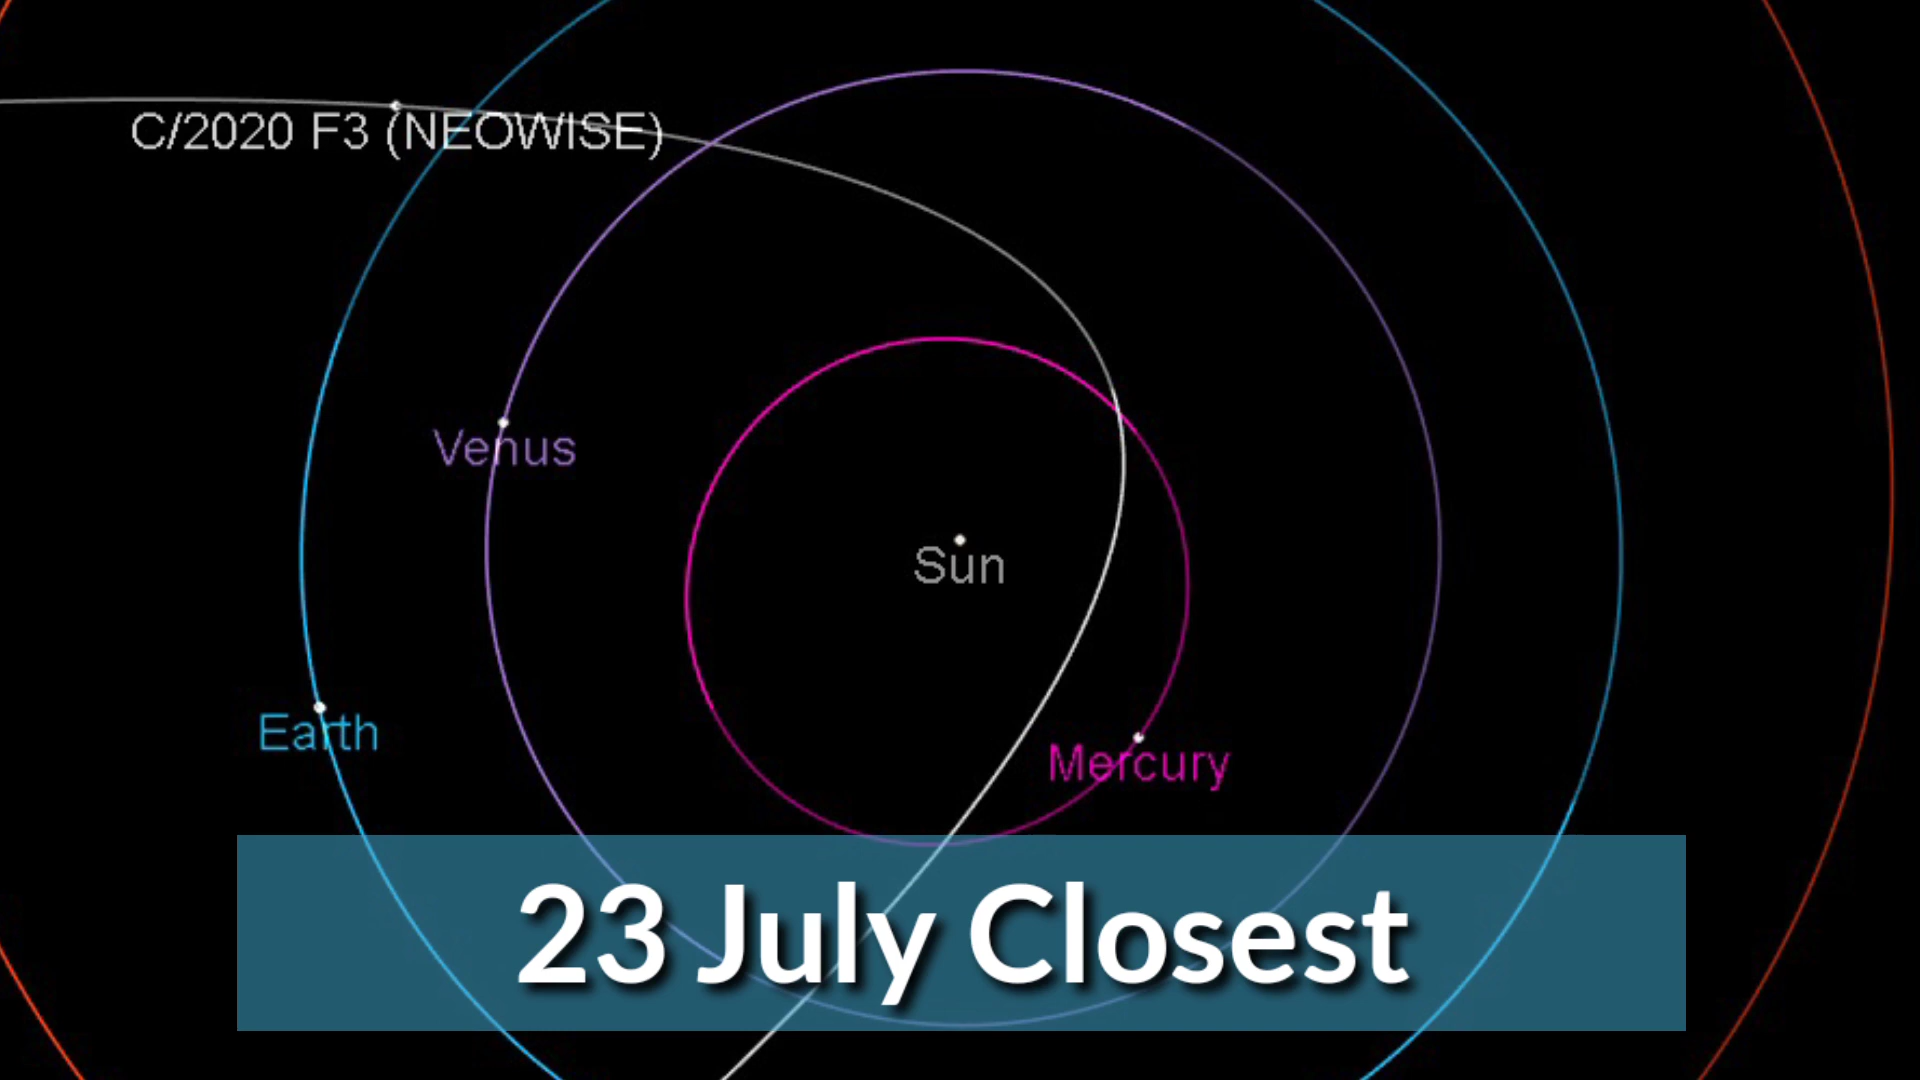 C/2020 F3 (NEOWISE)
Venus
Sun
Earth
Mercury
23 July Closest